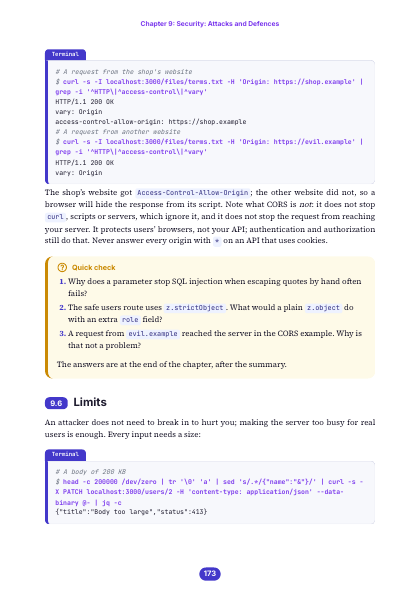 Chapter 9: Security: Attacks and Defences
Terminal
# A request from the shop's website
$ curl -s -I localhost:3000/files/terms.txt -H 'Origin: https://shop.example' |
grep -i '^HTTP\|^access-control\|^vary'
HTTP/1.1 200 OK
vary: Origin
access-control-allow-origin: https://shop.example
# A request from another website
$ curl -s -I localhost:3000/files/terms.txt -H 'Origin: https://evil.example' |
grep -i '^HTTP\|^access-control\|^vary'
HTTP/1.1 200 OK
vary: Origin
The shop's website got Access-Control-Allow-Origin; the other website did not, so a
browser will hide the response from its script. Note what CORS is not: it does not stop
curl, scripts or servers, which ignore it, and it does not stop the request from reaching
your server. It protects users' browsers, not your API; authentication and authorization
still do that. Never answer every origin with * on an API that uses cookies.
? Quick check
1. Why does a parameter stop SQL injection when escaping quotes by hand often
fails?
2. The safe users route uses z.strictObject. What would a plain z.object do
with an extra role field?
3. A request from evil.example reached the server in the CORS example. Why is
that not a problem?
The answers are at the end of the chapter, after the summary.
9.6 Limits
An attacker does not need to break in to hurt you; making the server too busy for real
users is enough. Every input needs a size:
Terminal
# A body of 200 KB
$ head -c 200000 /dev/zero | tr '\0' 'a' | sed 's/.*/{"name":"&"}/' | curl -s -
X PATCH localhost:3000/users/2 -H 'content-type: application/json' --data-
binary @- | jq -c
{"title":"Body too large","status":413}
173